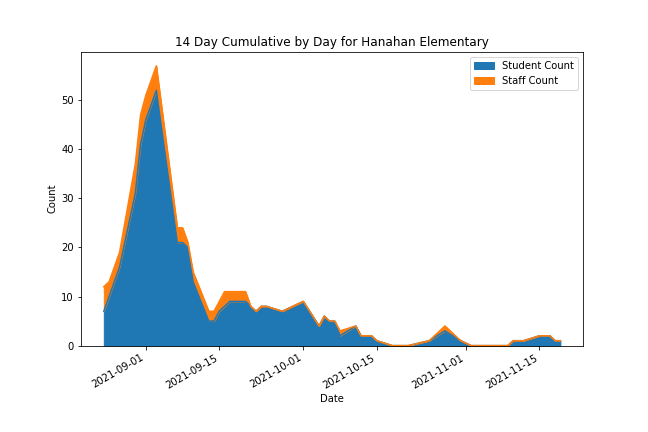 14 Day Cumulative by Day for Hanahan Elementary
Student Count
Staff Count
Count
50
40
30
20
10
0
2021-09-01
2021-09-15
2021-10-01
2021-10-15
2021-11-01
2021-11-15
Date